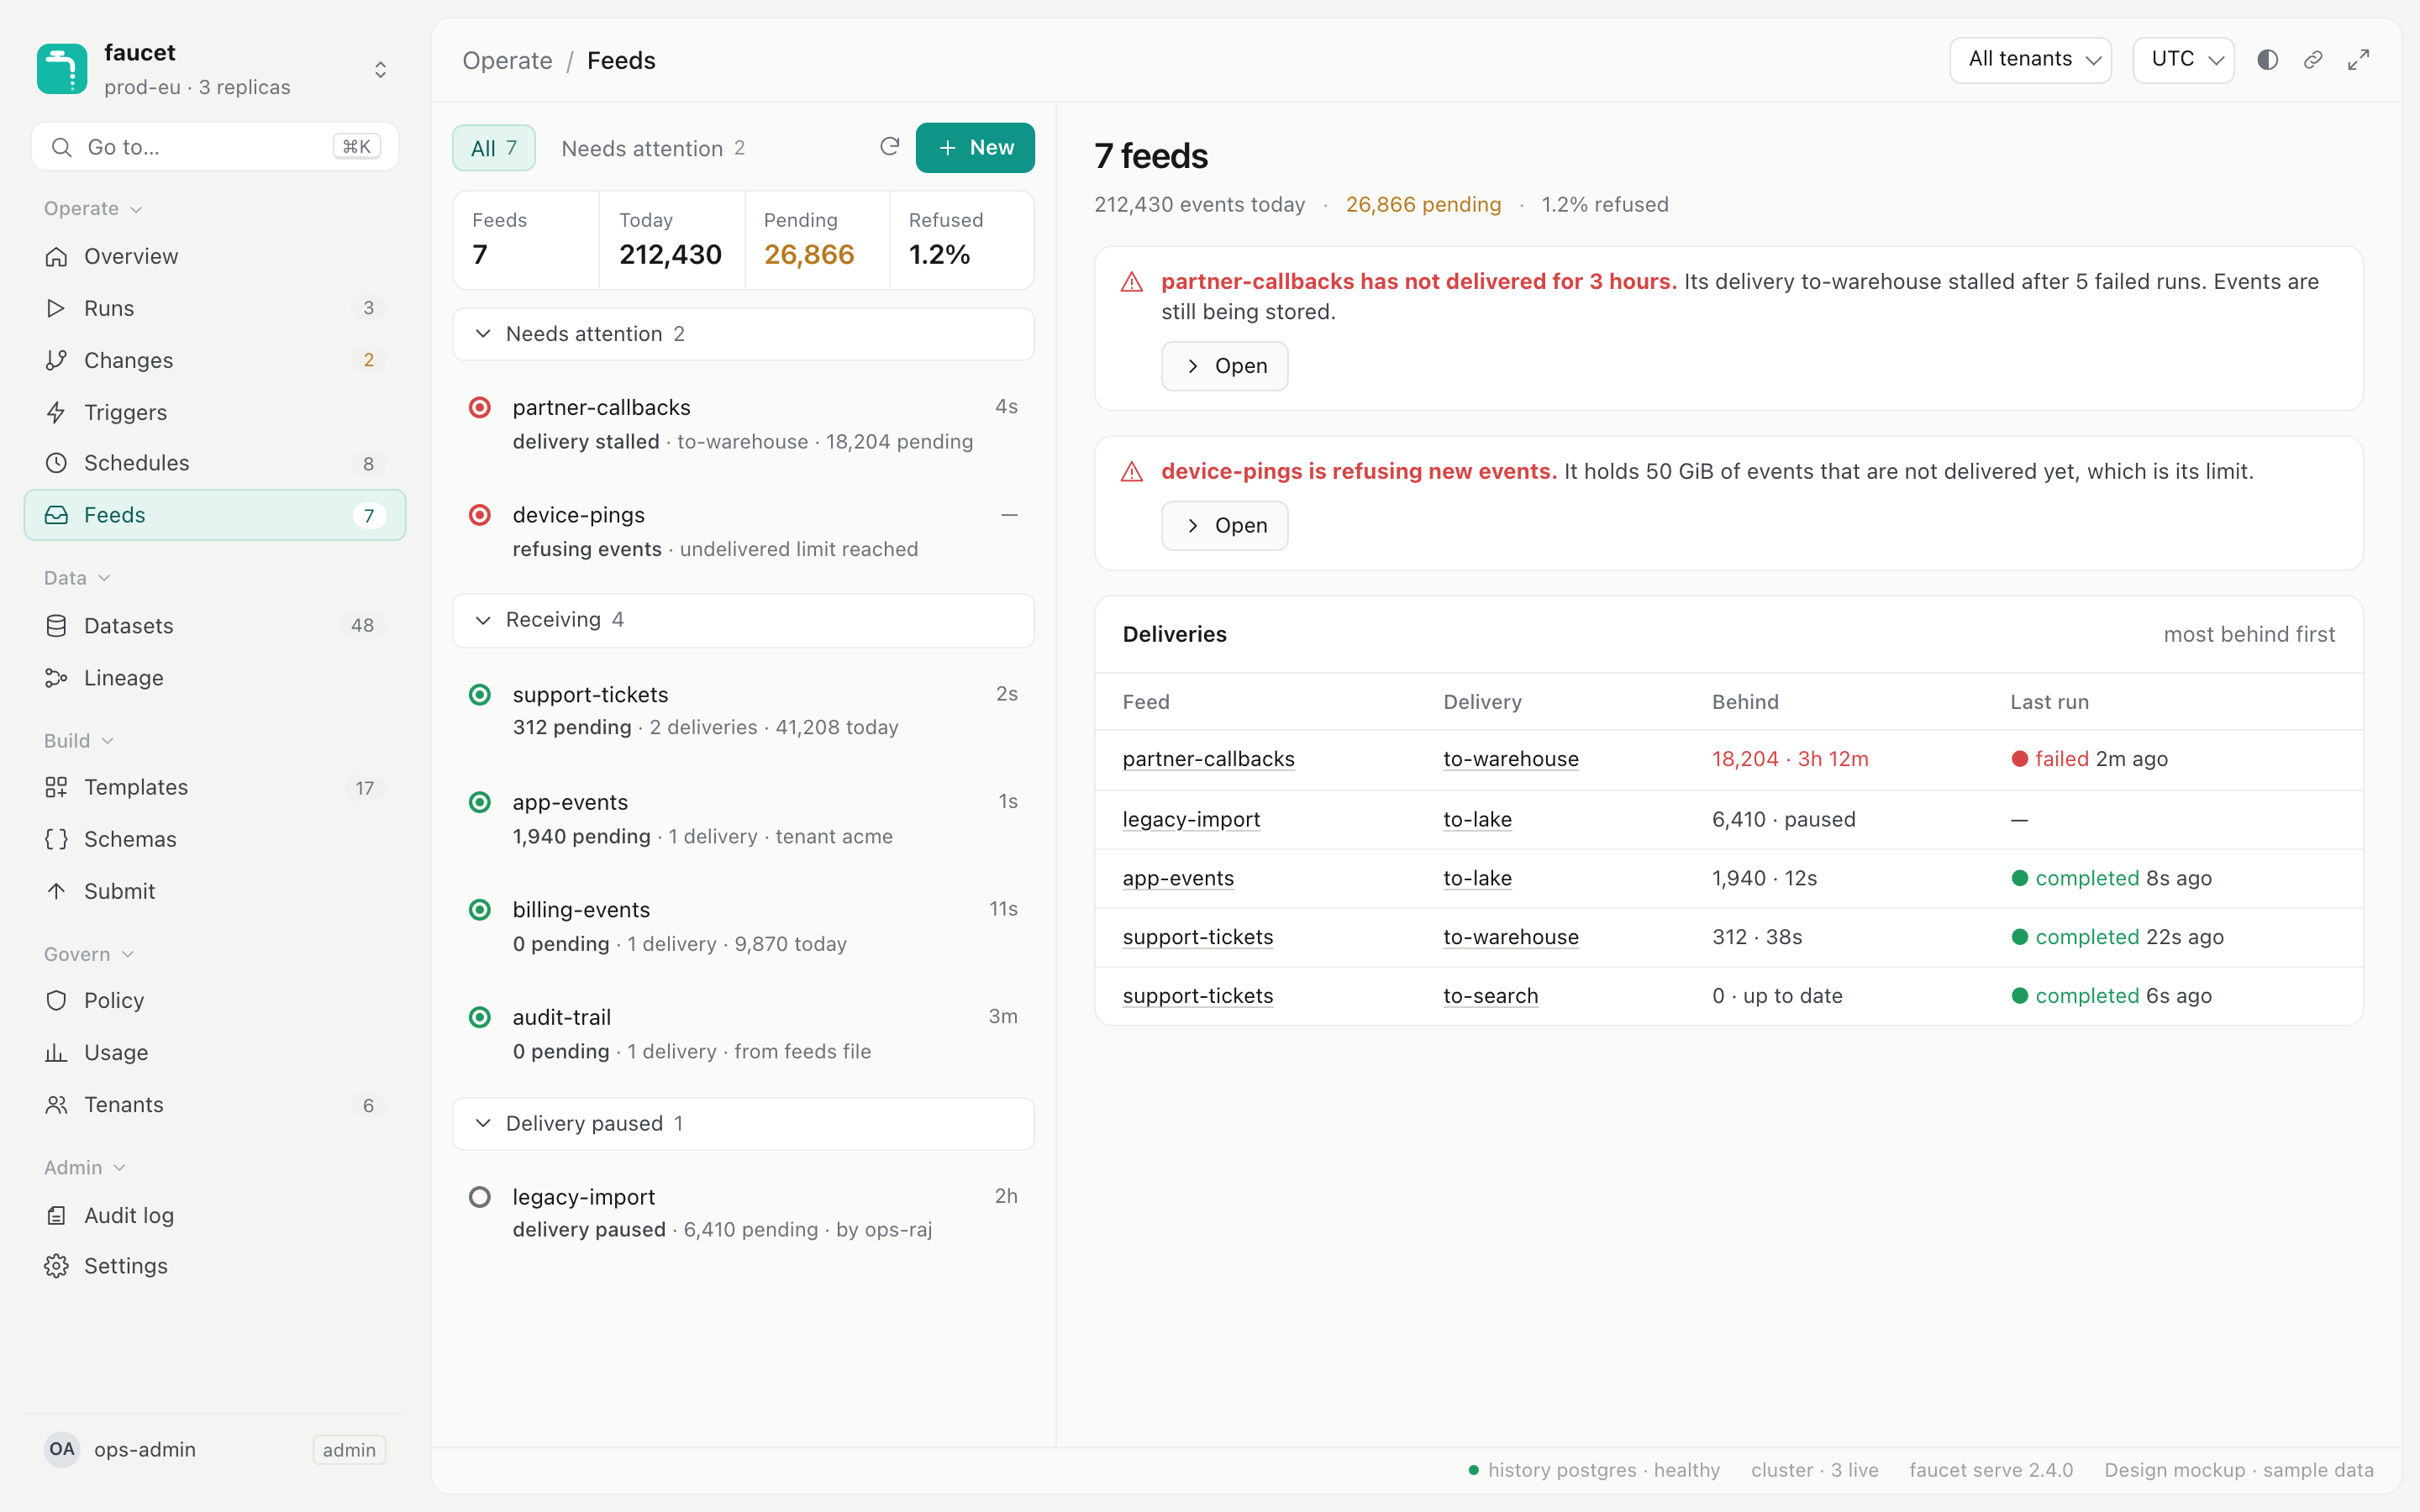 faucet
prod-eu · 3 replicas
Go to...
⌘K
Operate
Overview
Runs 3
Changes 2
Triggers
Schedules 8
Feeds 7
Data
Datasets 48
Lineage
Build
Templates 17
Schemas
Submit
Govern
Policy
Usage
Tenants 6
Admin
Audit log
Settings
OA ops-admin admin
Operate / Feeds
All tenants UTC
All 7 Needs attention 2 New
Feeds Today Pending Refused
7 212,430 26,866 1.2%
Needs attention 2
partner-callbacks 4s
delivery stalled · to-warehouse · 18,204 pending
device-pings —
refusing events · undelivered limit reached
Receiving 4
support-tickets 2s
312 pending · 2 deliveries · 41,208 today
app-events 1s
1,940 pending · 1 delivery · tenant acme
billing-events 11s
0 pending · 1 delivery · 9,870 today
audit-trail 3m
0 pending · 1 delivery · from feeds file
Delivery paused 1
legacy-import 2h
delivery paused · 6,410 pending · by ops-raj
7 feeds
212,430 events today · 26,866 pending · 1.2% refused
partner-callbacks has not delivered for 3 hours. Its delivery to-warehouse stalled after 5 failed runs. Events are
still being stored.
Open
device-pings is refusing new events. It holds 50 GiB of events that are not delivered yet, which is its limit.
Open
Deliveries most behind first
Feed Delivery Behind Last run
partner-callbacks to-warehouse 18,204 · 3h 12m failed 2m ago
legacy-import to-lake 6,410 · paused —
app-events to-lake 1,940 · 12s completed 8s ago
support-tickets to-warehouse 312 · 38s completed 22s ago
support-tickets to-search 0 · up to date completed 6s ago
history postgres · healthy cluster · 3 live faucet serve 2.4.0 Design mockup · sample data